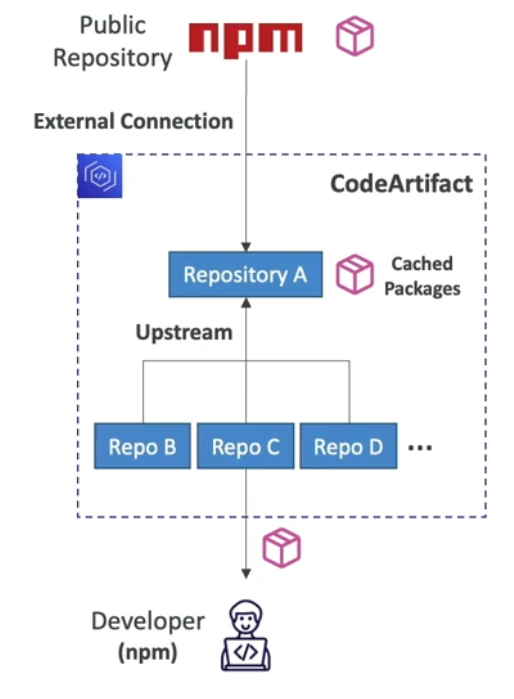 Public
Repository
npm
External Connection
CodeArtifact
Repository A
Cached
Packages
Upstream
Repo B
Repo C
Repo D
...
Developer
(npm)